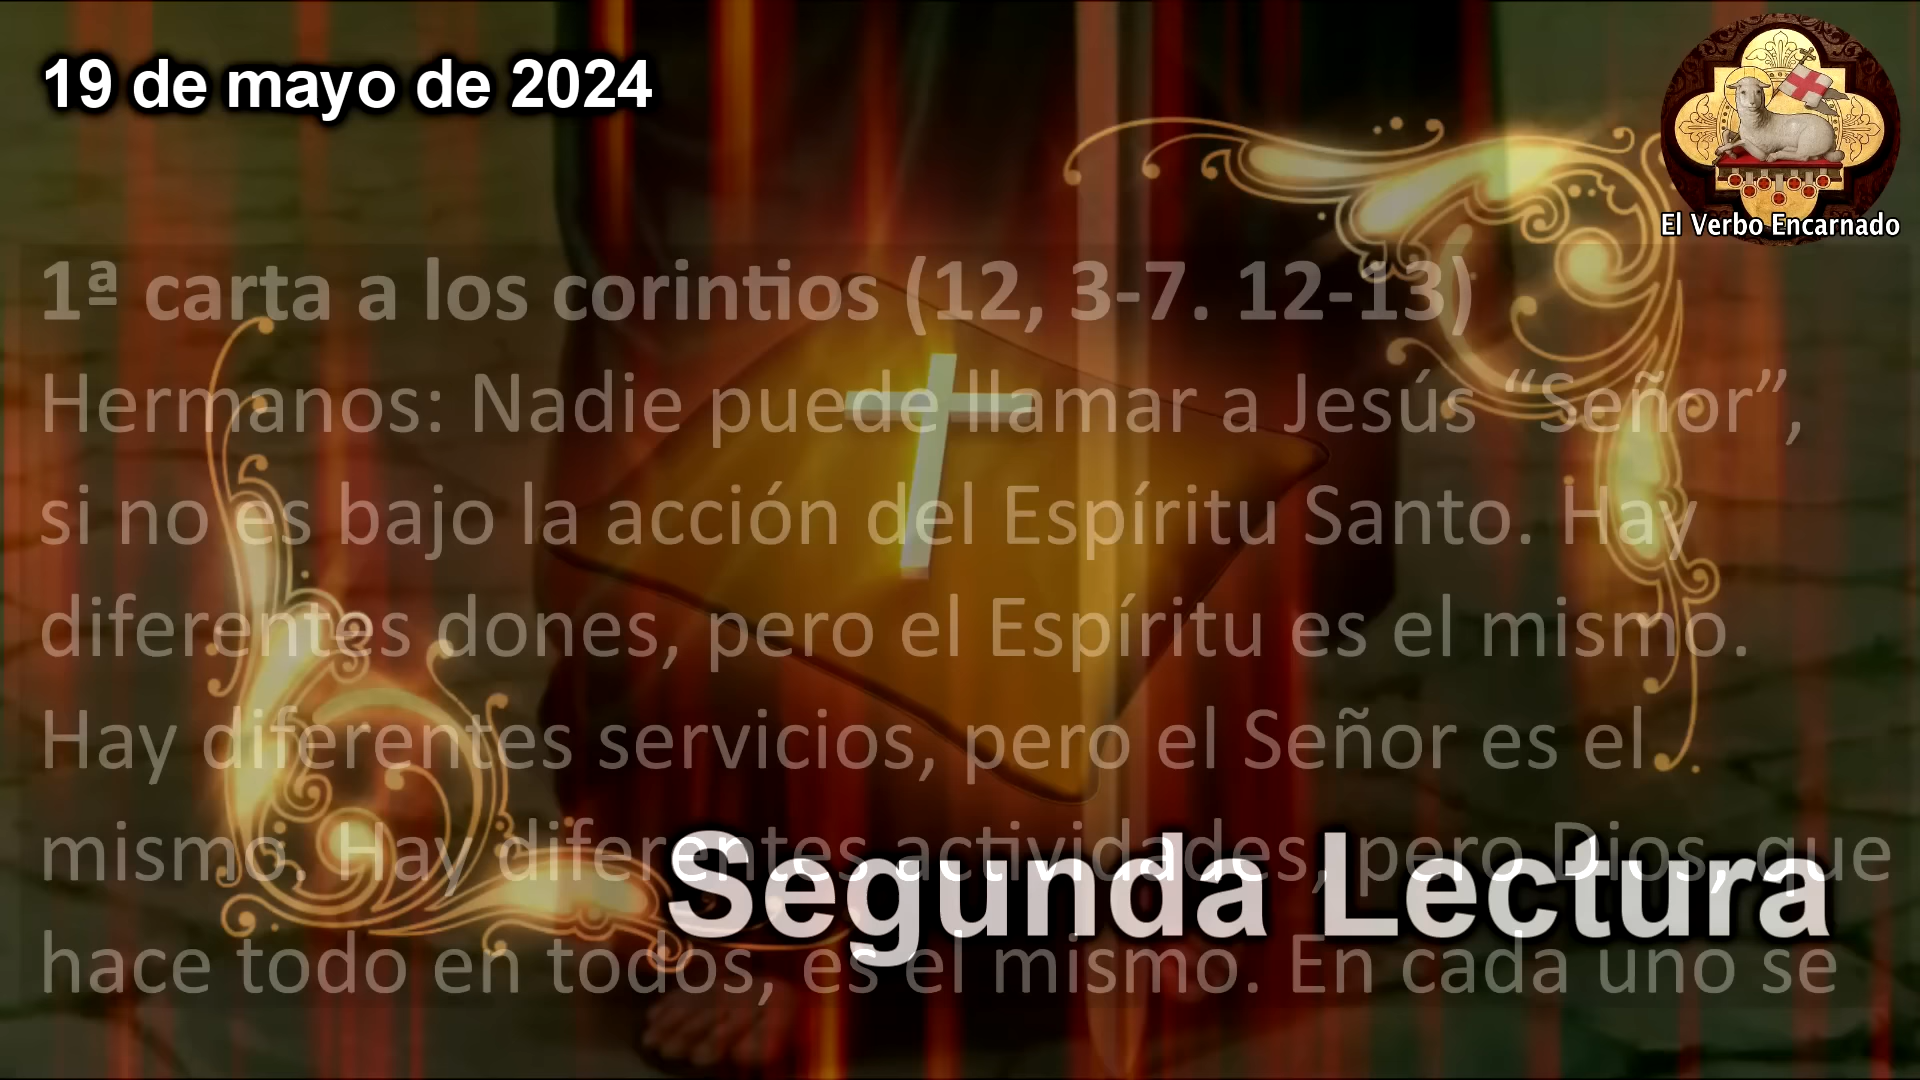 19 de mayo de 2024
El Verbo Encarnado
1ª carta a los corintios (12, 3-7. 12-13)
Hermanos: Nadie puede llamar a Jesús “Señor”,
si no es bajo la acción del Espíritu Santo. Hay
diferentes dones, pero el Espíritu es el mismo.
Hay diferentes servicios, pero el Señor es el
mismo. Hay diferentes actividades, pero Dios, que
hace todo en todos, es el mismo. En cada uno se
Segunda Lectura